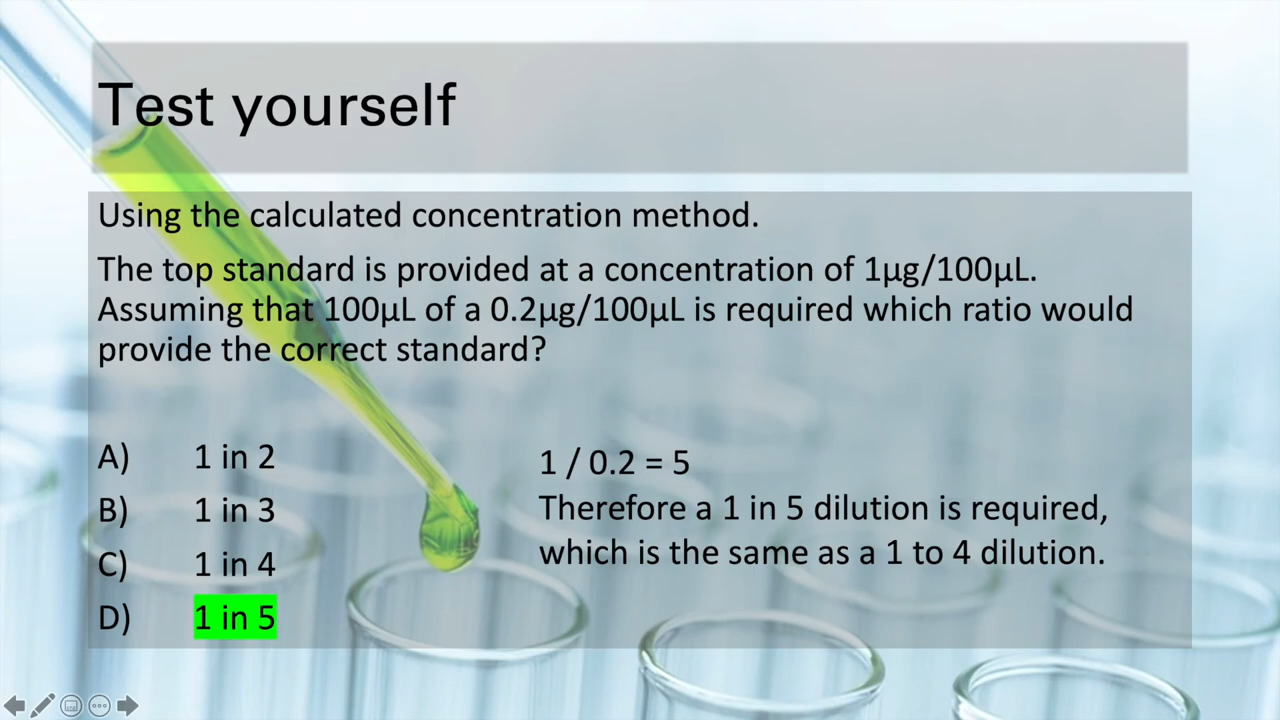 Test yourself
Using the calculated concentration method.
The top standard is provided at a concentration of 1µg/100µL.
Assuming that 100µL of a 0.2µg/100µL is required which ratio would
provide the correct standard?
A) 1 in 2
B) 1 in 3
C) 1 in 4
D) 1 in 5
1 / 0.2 = 5
Therefore a 1 in 5 dilution is required,
which is the same as a 1 to 4 dilution.